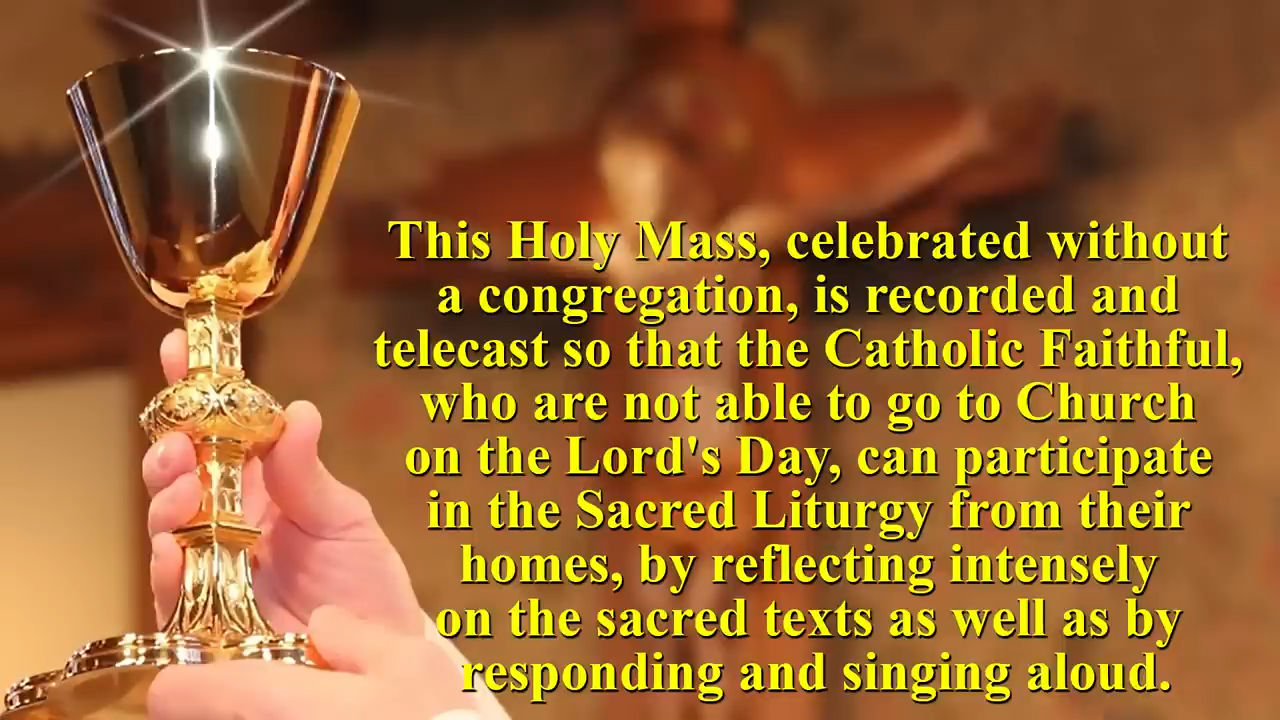 This Holy Mass, celebrated without
a congregation, is recorded and
telecast so that the Catholic Faithful,
who are not able to go to Church
on the Lord's Day, can participate
in the Sacred Liturgy from their
homes, by reflecting intensely
on the sacred texts as well as by
responding and singing aloud.